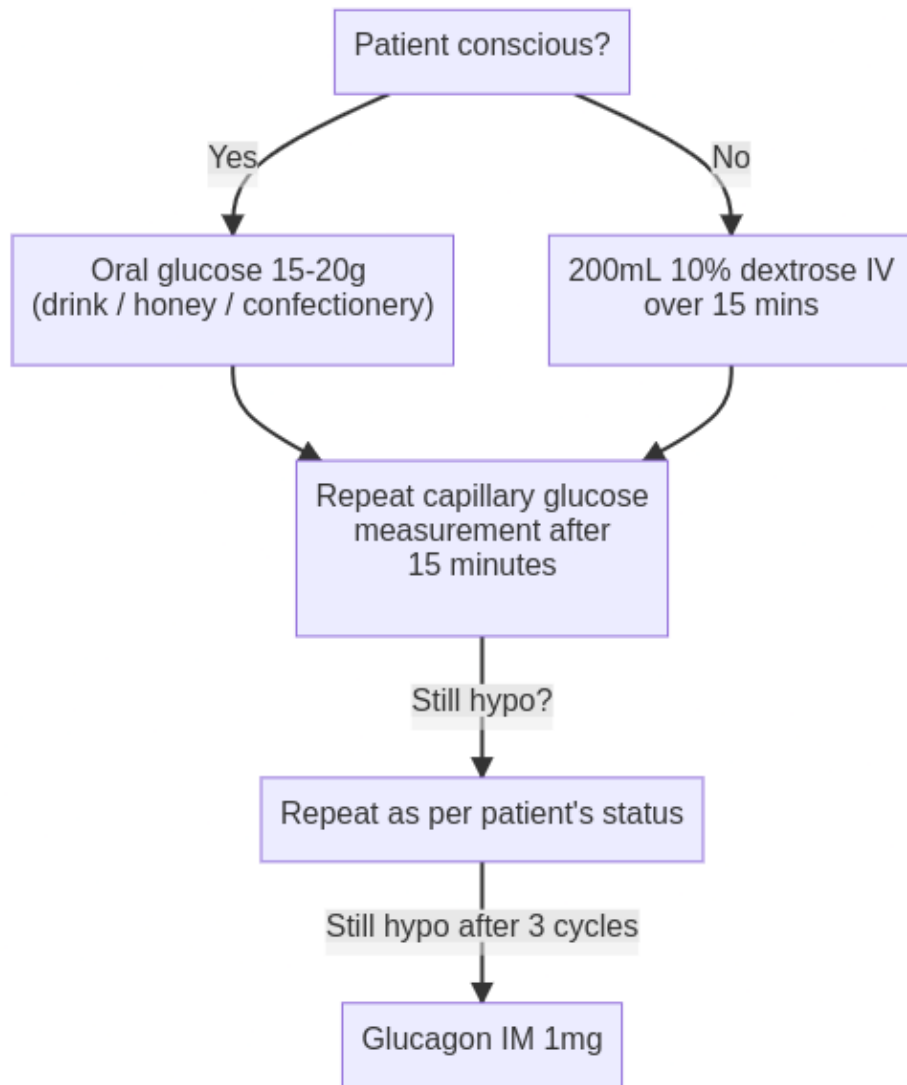 Patient conscious?
Yes
No
Oral glucose 15-20g
(drink / honey / confectionery)
200mL 10% dextrose IV
over 15 mins
Repeat capillary glucose
measurement after
15 minutes
Still hypo?
Repeat as per patient's status
Still hypo after 3 cycles
Glucagon IM 1mg